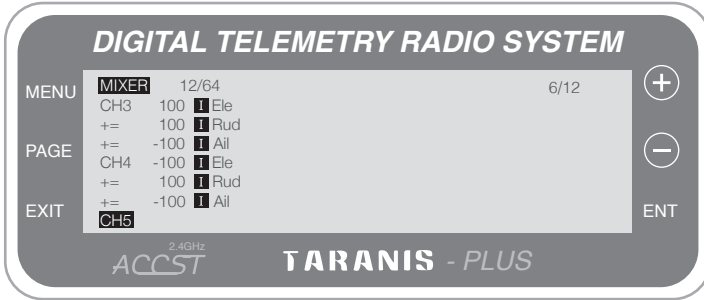 DIGITAL TELEMETRY RADIO SYSTEM
MENU
PAGE
EXIT
MIXER 12/64 6/12
CH3 100 I Ele
+= 100 I Rud
+= -100 I Ail
CH4 -100 I Ele
+= 100 I Rud
+= -100 I Ail
CH5
+
−
ENT
2.4GHz
ACCST TARANIS - PLUS